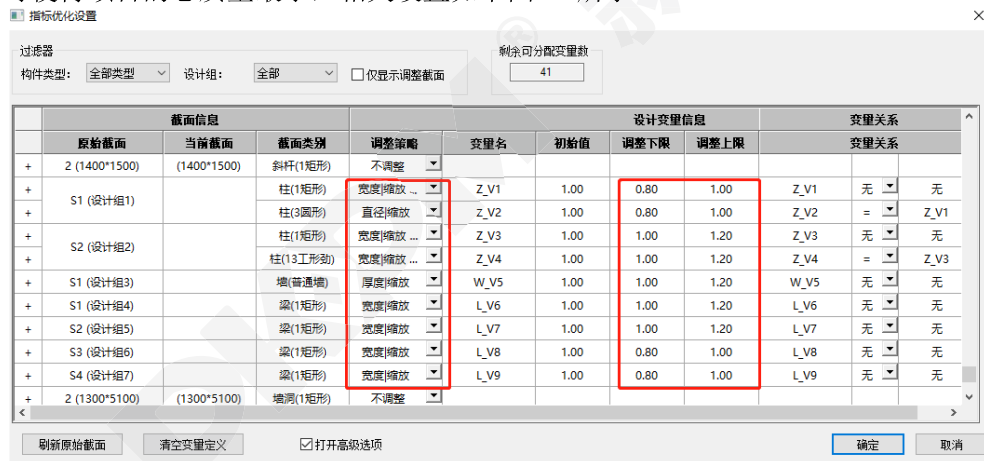 指标优化设置
过滤器 剩余可分配变量数
构件类型: 全部类型 设计组: 全部 仅显示调整截面 41
截面信息 设计变量信息 变量关系
原始截面 当前截面 截面类别 调整策略 变量名 初始值 调整下限 调整上限 变量关系
+ 2 (1400*1500) (1400*1500) 斜杆(1矩形) 不调整
+ S1 (设计组1) 柱(1矩形) 宽度|缩放 ... Z_V1 1.00 0.80 1.00 Z_V1 无 无
+ 柱(3圆形) 直径|缩放 Z_V2 1.00 0.80 1.00 Z_V2 = Z_V1
+ S2 (设计组2) 柱(1矩形) 宽度|缩放 ... Z_V3 1.00 1.00 1.20 Z_V3 无 无
+ 柱(13工形劲) 宽度|缩放 ... Z_V4 1.00 1.00 1.20 Z_V4 = Z_V3
+ S1 (设计组3) 墙(普通墙) 厚度|缩放 W_V5 1.00 1.00 1.20 W_V5 无 无
+ S1 (设计组4) 梁(1矩形) 宽度|缩放 L_V6 1.00 1.00 1.20 L_V6 无 无
+ S2 (设计组5) 梁(1矩形) 宽度|缩放 L_V7 1.00 1.00 1.20 L_V7 无 无
+ S3 (设计组6) 梁(1矩形) 宽度|缩放 L_V8 1.00 0.80 1.00 L_V8 无 无
+ S4 (设计组7) 梁(1矩形) 宽度|缩放 L_V9 1.00 0.80 1.00 L_V9 无 无
+ 2 (1300*5100) (1300*5100) 墙洞(1矩形) 不调整
刷新原始截面 清空变量定义 打开高级选项 确定 取消